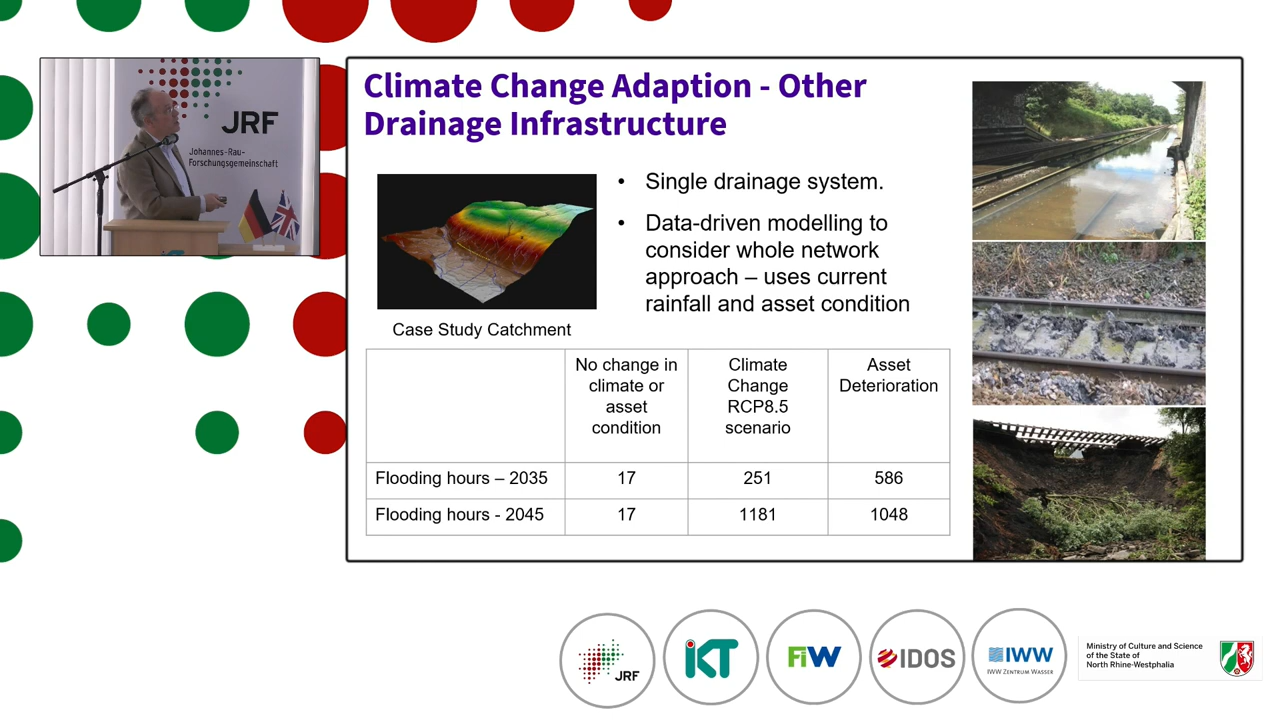 JRF
Johannes-Rau-
Forschungsgemeinschaft
Climate Change Adaption - Other
Drainage Infrastructure
• Single drainage system.
• Data-driven modelling to
consider whole network
approach – uses current
rainfall and asset condition
Case Study Catchment
No change in
climate or
asset
condition
Climate
Change
RCP8.5
scenario
Asset
Deterioration
Flooding hours – 2035 17 251 586
Flooding hours - 2045 17 1181 1048
JRF
iKT
FiW
IDOS
IWW
IWW ZENTRUM WASSER
Ministry of Culture and Science
of the State of
North Rhine-Westphalia